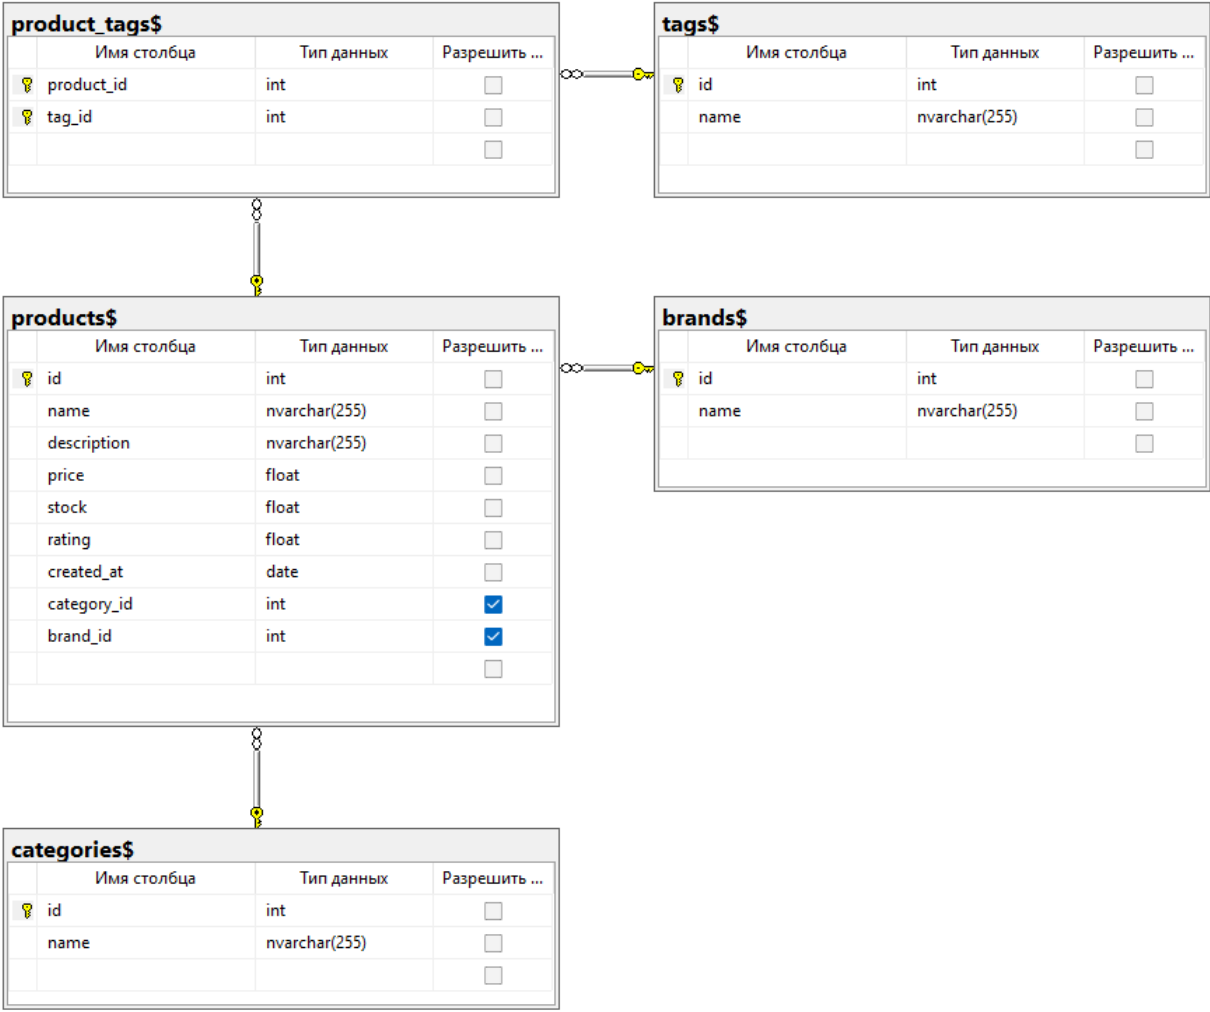 product_tags$
Имя столбца Тип данных Разрешить ...
product_id int
tag_id int
tags$
Имя столбца Тип данных Разрешить ...
id int
name nvarchar(255)
products$
Имя столбца Тип данных Разрешить ...
id int
name nvarchar(255)
description nvarchar(255)
price float
stock float
rating float
created_at date
category_id int
brand_id int
brands$
Имя столбца Тип данных Разрешить ...
id int
name nvarchar(255)
categories$
Имя столбца Тип данных Разрешить ...
id int
name nvarchar(255)